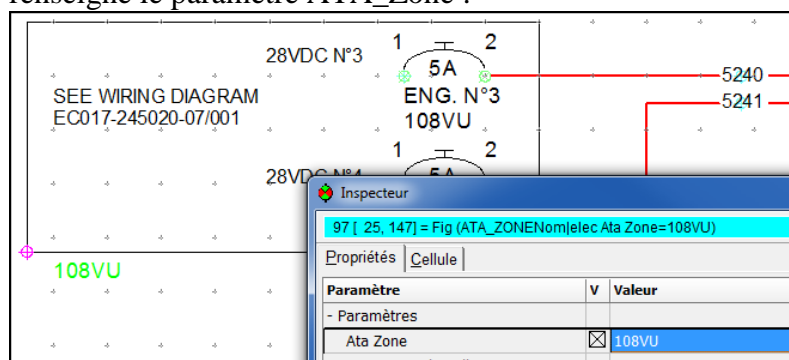 renseigne le paramètre ATA_Zone :
28VDC N°3
1 2
5A
ENG. N°3
108VU
5240
5241
SEE WIRING DIAGRAM
EC017-245020-07/001
1 2
28VDC N°4
5A
108VU
Inspecteur
97 [ 25, 147] = Fig (ATA_ZONENom|elec Ata Zone=108VU)
Propriétés Cellule
Paramètre V Valeur
- Paramètres
Ata Zone 108VU